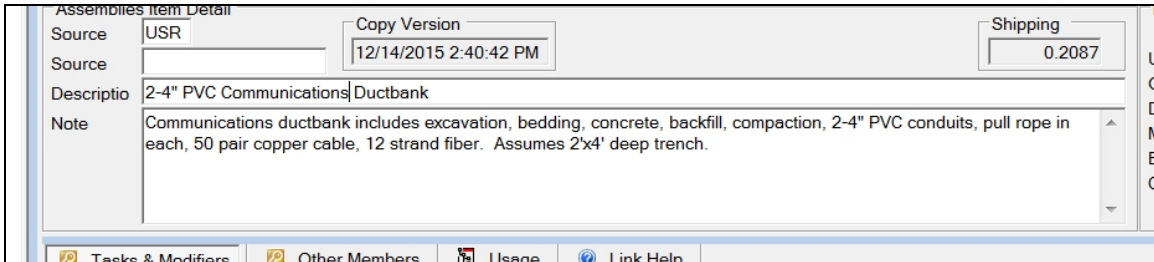 Assemblies Item Detail
Source USR
Copy Version
12/14/2015 2:40:42 PM
Shipping
0.2087
Source
Descriptio 2-4" PVC Communications Ductbank
Note Communications ductbank includes excavation, bedding, concrete, backfill, compaction, 2-4" PVC conduits, pull rope in
each, 50 pair copper cable, 12 strand fiber. Assumes 2'x4' deep trench.
Tasks & Modifiers Other Members Usage Link Help